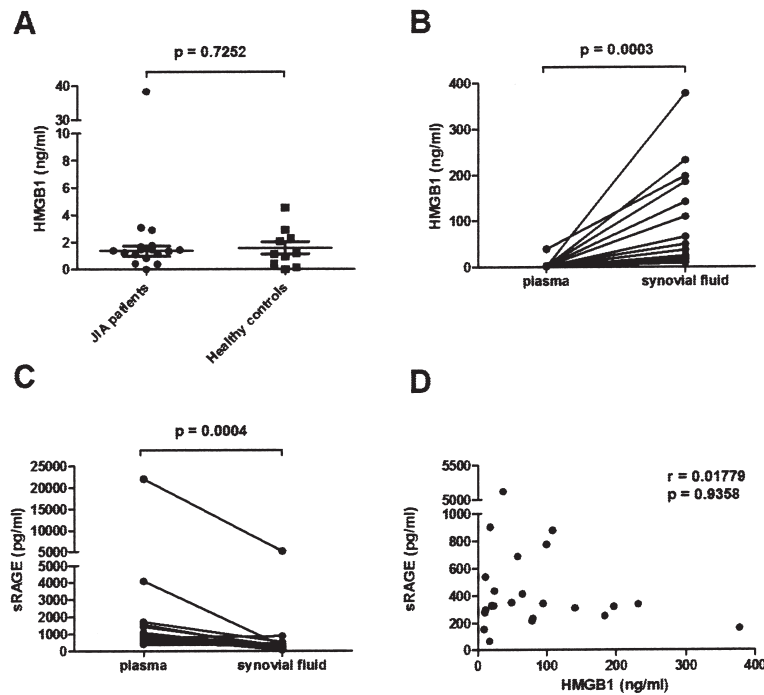 A
p = 0.7252
HMGB1 (ng/ml)
40
30
10
8
6
4
2
0
JIA patients
Healthy controls
B
p = 0.0003
HMGB1 (ng/ml)
400
300
200
100
0
plasma
synovial fluid
C
p = 0.0004
sRAGE (pg/ml)
25000
20000
15000
10000
5000
5000
4000
3000
2000
1000
0
plasma
synovial fluid
D
r = 0.01779
p = 0.9358
sRAGE (pg/ml)
5500
5000
1000
800
600
400
200
0
0
100
200
300
400
HMGB1 (ng/ml)